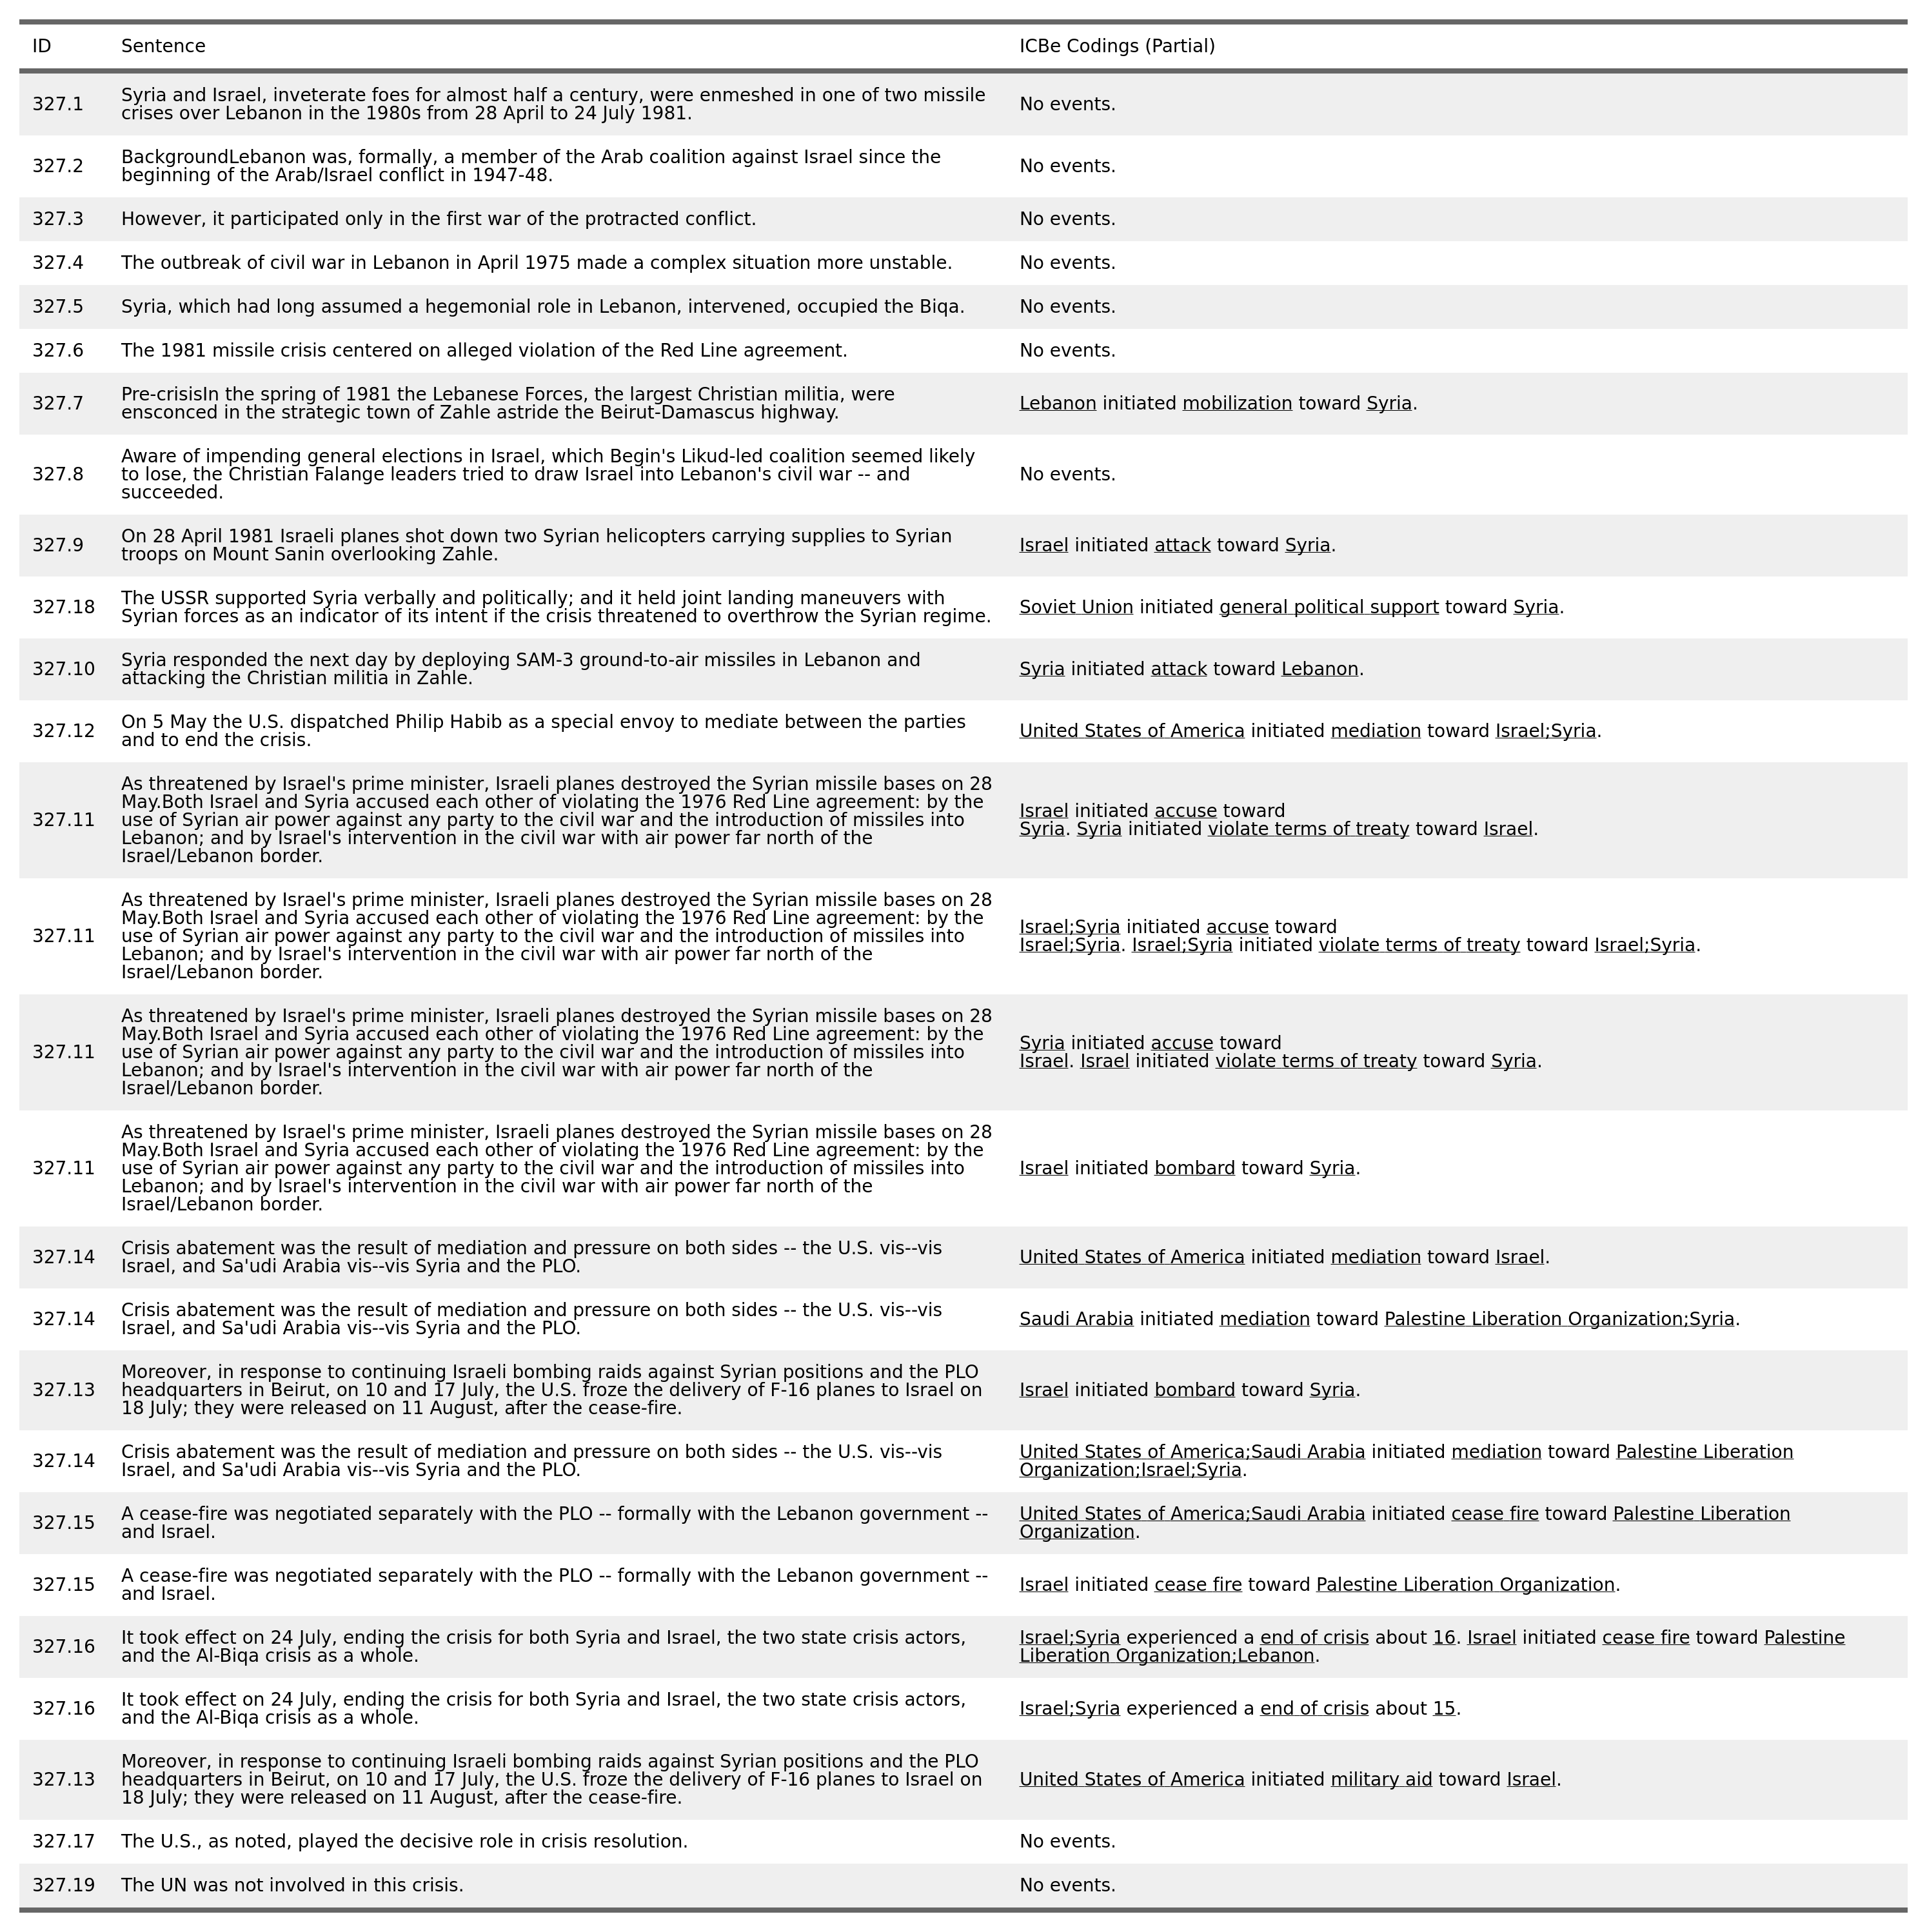 ID Sentence ICBe Codings (Partial)
327.1 Syria and Israel, inveterate foes for almost half a century, were enmeshed in one of two missile
crises over Lebanon in the 1980s from 28 April to 24 July 1981. No events.
327.2 BackgroundLebanon was, formally, a member of the Arab coalition against Israel since the
beginning of the Arab/Israel conflict in 1947-48. No events.
327.3 However, it participated only in the first war of the protracted conflict. No events.
327.4 The outbreak of civil war in Lebanon in April 1975 made a complex situation more unstable. No events.
327.5 Syria, which had long assumed a hegemonial role in Lebanon, intervened, occupied the Biqa. No events.
327.6 The 1981 missile crisis centered on alleged violation of the Red Line agreement. No events.
327.7 Pre-crisisIn the spring of 1981 the Lebanese Forces, the largest Christian militia, were
ensconced in the strategic town of Zahle astride the Beirut-Damascus highway. Lebanon initiated mobilization toward Syria.
327.8 Aware of impending general elections in Israel, which Begin's Likud-led coalition seemed likely
to lose, the Christian Falange leaders tried to draw Israel into Lebanon's civil war -- and
succeeded. No events.
327.9 On 28 April 1981 Israeli planes shot down two Syrian helicopters carrying supplies to Syrian
troops on Mount Sanin overlooking Zahle. Israel initiated attack toward Syria.
327.18 The USSR supported Syria verbally and politically; and it held joint landing maneuvers with
Syrian forces as an indicator of its intent if the crisis threatened to overthrow the Syrian regime. Soviet Union initiated general political support toward Syria.
327.10 Syria responded the next day by deploying SAM-3 ground-to-air missiles in Lebanon and
attacking the Christian militia in Zahle. Syria initiated attack toward Lebanon.
327.12 On 5 May the U.S. dispatched Philip Habib as a special envoy to mediate between the parties
and to end the crisis. United States of America initiated mediation toward Israel;Syria.
327.11 As threatened by Israel's prime minister, Israeli planes destroyed the Syrian missile bases on 28
May.Both Israel and Syria accused each other of violating the 1976 Red Line agreement: by the
use of Syrian air power against any party to the civil war and the introduction of missiles into
Lebanon; and by Israel's intervention in the civil war with air power far north of the
Israel/Lebanon border.
Israel initiated accuse toward
Syria. Syria initiated violate terms of treaty toward Israel.
327.11 As threatened by Israel's prime minister, Israeli planes destroyed the Syrian missile bases on 28
May.Both Israel and Syria accused each other of violating the 1976 Red Line agreement: by the
use of Syrian air power against any party to the civil war and the introduction of missiles into
Lebanon; and by Israel's intervention in the civil war with air power far north of the
Israel/Lebanon border.
Israel;Syria initiated accuse toward
Israel;Syria. Israel;Syria initiated violate terms of treaty toward Israel;Syria.
327.11 As threatened by Israel's prime minister, Israeli planes destroyed the Syrian missile bases on 28
May.Both Israel and Syria accused each other of violating the 1976 Red Line agreement: by the
use of Syrian air power against any party to the civil war and the introduction of missiles into
Lebanon; and by Israel's intervention in the civil war with air power far north of the
Israel/Lebanon border.
Syria initiated accuse toward
Israel. Israel initiated violate terms of treaty toward Syria.
327.11 As threatened by Israel's prime minister, Israeli planes destroyed the Syrian missile bases on 28
May.Both Israel and Syria accused each other of violating the 1976 Red Line agreement: by the
use of Syrian air power against any party to the civil war and the introduction of missiles into
Lebanon; and by Israel's intervention in the civil war with air power far north of the
Israel/Lebanon border.
Israel initiated bombard toward Syria.
327.14 Crisis abatement was the result of mediation and pressure on both sides -- the U.S. vis--vis
Israel, and Sa'udi Arabia vis--vis Syria and the PLO. United States of America initiated mediation toward Israel.
327.14 Crisis abatement was the result of mediation and pressure on both sides -- the U.S. vis--vis
Israel, and Sa'udi Arabia vis--vis Syria and the PLO. Saudi Arabia initiated mediation toward Palestine Liberation Organization;Syria.
327.13 Moreover, in response to continuing Israeli bombing raids against Syrian positions and the PLO
headquarters in Beirut, on 10 and 17 July, the U.S. froze the delivery of F-16 planes to Israel on
18 July; they were released on 11 August, after the cease-fire. Israel initiated bombard toward Syria.
327.14 Crisis abatement was the result of mediation and pressure on both sides -- the U.S. vis--vis
Israel, and Sa'udi Arabia vis--vis Syria and the PLO.
United States of America;Saudi Arabia initiated mediation toward Palestine Liberation
Organization;Israel;Syria.
327.15 A cease-fire was negotiated separately with the PLO -- formally with the Lebanon government --
and Israel.
United States of America;Saudi Arabia initiated cease fire toward Palestine Liberation
Organization.
327.15 A cease-fire was negotiated separately with the PLO -- formally with the Lebanon government --
and Israel. Israel initiated cease fire toward Palestine Liberation Organization.
327.16 It took effect on 24 July, ending the crisis for both Syria and Israel, the two state crisis actors,
and the Al-Biqa crisis as a whole.
Israel;Syria experienced a end of crisis about 16. Israel initiated cease fire toward Palestine
Liberation Organization;Lebanon.
327.16 It took effect on 24 July, ending the crisis for both Syria and Israel, the two state crisis actors,
and the Al-Biqa crisis as a whole. Israel;Syria experienced a end of crisis about 15.
327.13 Moreover, in response to continuing Israeli bombing raids against Syrian positions and the PLO
headquarters in Beirut, on 10 and 17 July, the U.S. froze the delivery of F-16 planes to Israel on
18 July; they were released on 11 August, after the cease-fire. United States of America initiated military aid toward Israel.
327.17 The U.S., as noted, played the decisive role in crisis resolution. No events.
327.19 The UN was not involved in this crisis. No events.